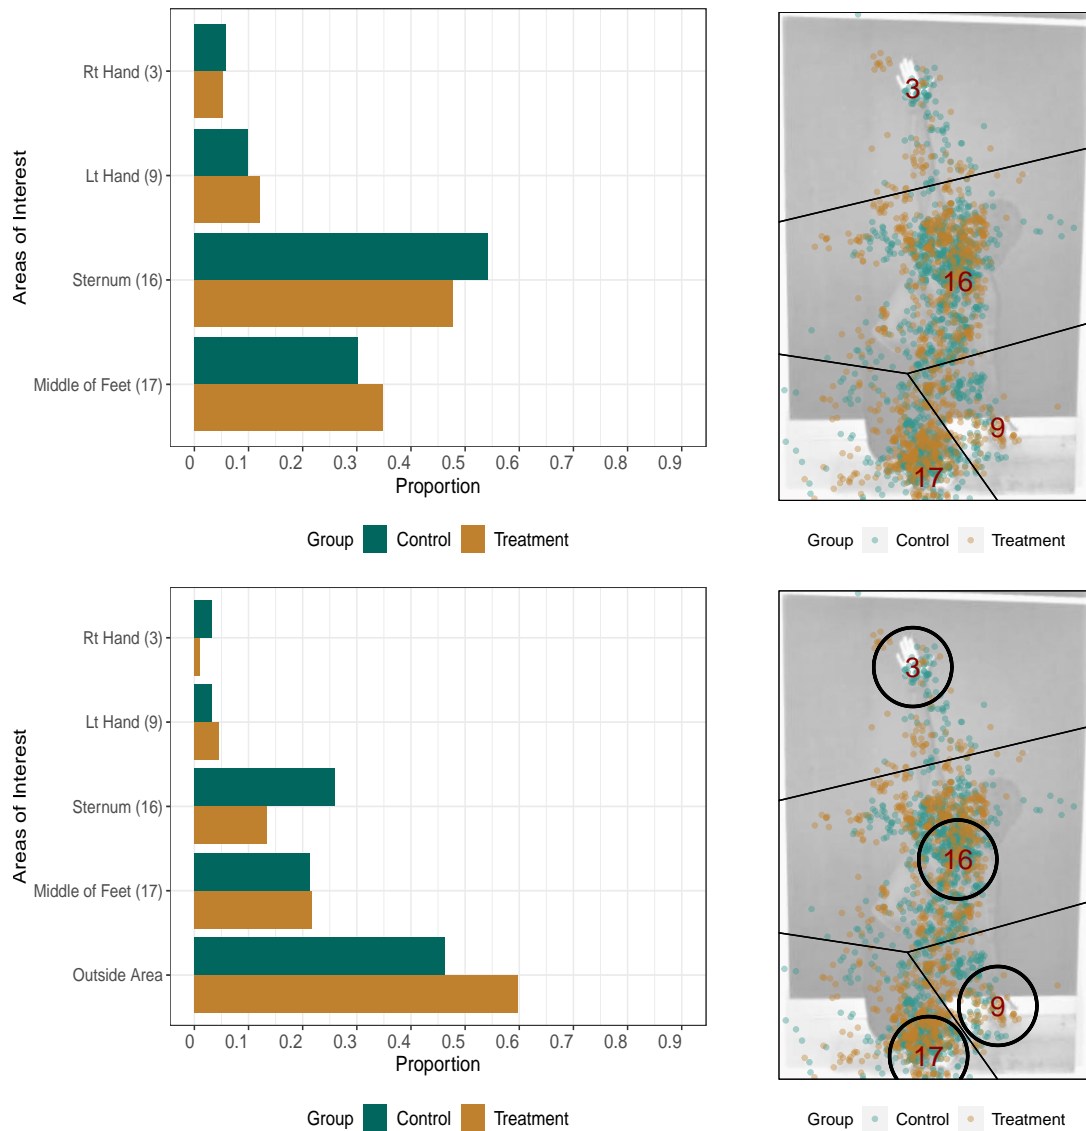 Areas of Interest
Rt Hand (3)
Lt Hand (9)
Sternum (16)
Middle of Feet (17)
0 0.1 0.2 0.3 0.4 0.5 0.6 0.7 0.8 0.9
Proportion
Group Control Treatment
3
16
9
17
Group Control Treatment
Areas of Interest
Rt Hand (3)
Lt Hand (9)
Sternum (16)
Middle of Feet (17)
Outside Area
0 0.1 0.2 0.3 0.4 0.5 0.6 0.7 0.8 0.9
Proportion
Group Control Treatment
3
16
9
17
Group Control Treatment